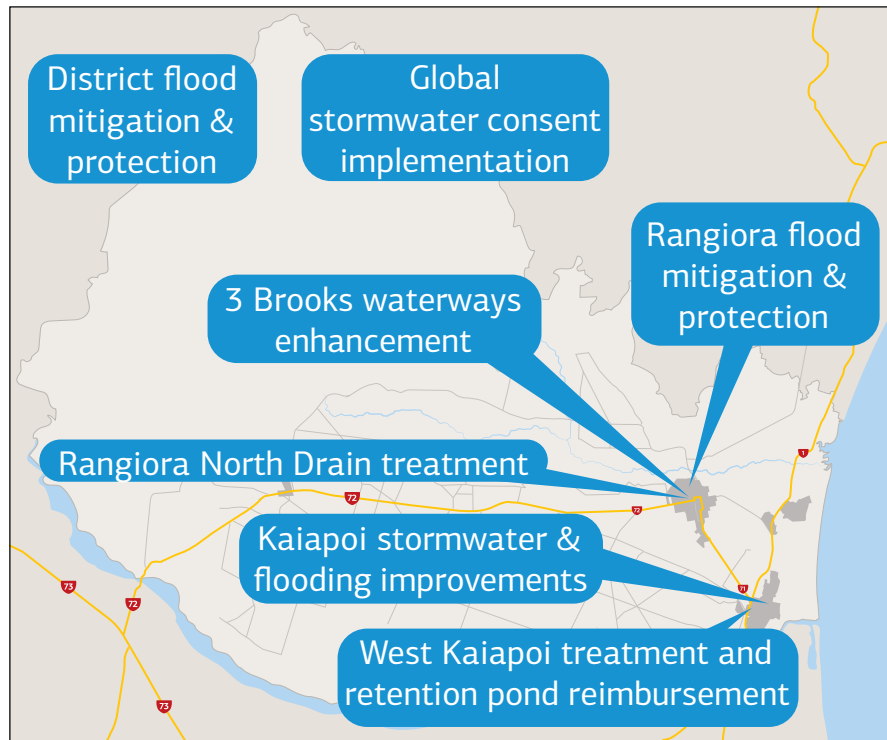 District flood
mitigation &
protection
Global
stormwater consent
implementation
Rangiora flood
mitigation &
protection
3 Brooks waterways
enhancement
Rangiora North Drain treatment
Kaiapoi stormwater &
flooding improvements
West Kaiapoi treatment and
retention pond reimbursement
1
72
72
71
73
72
73